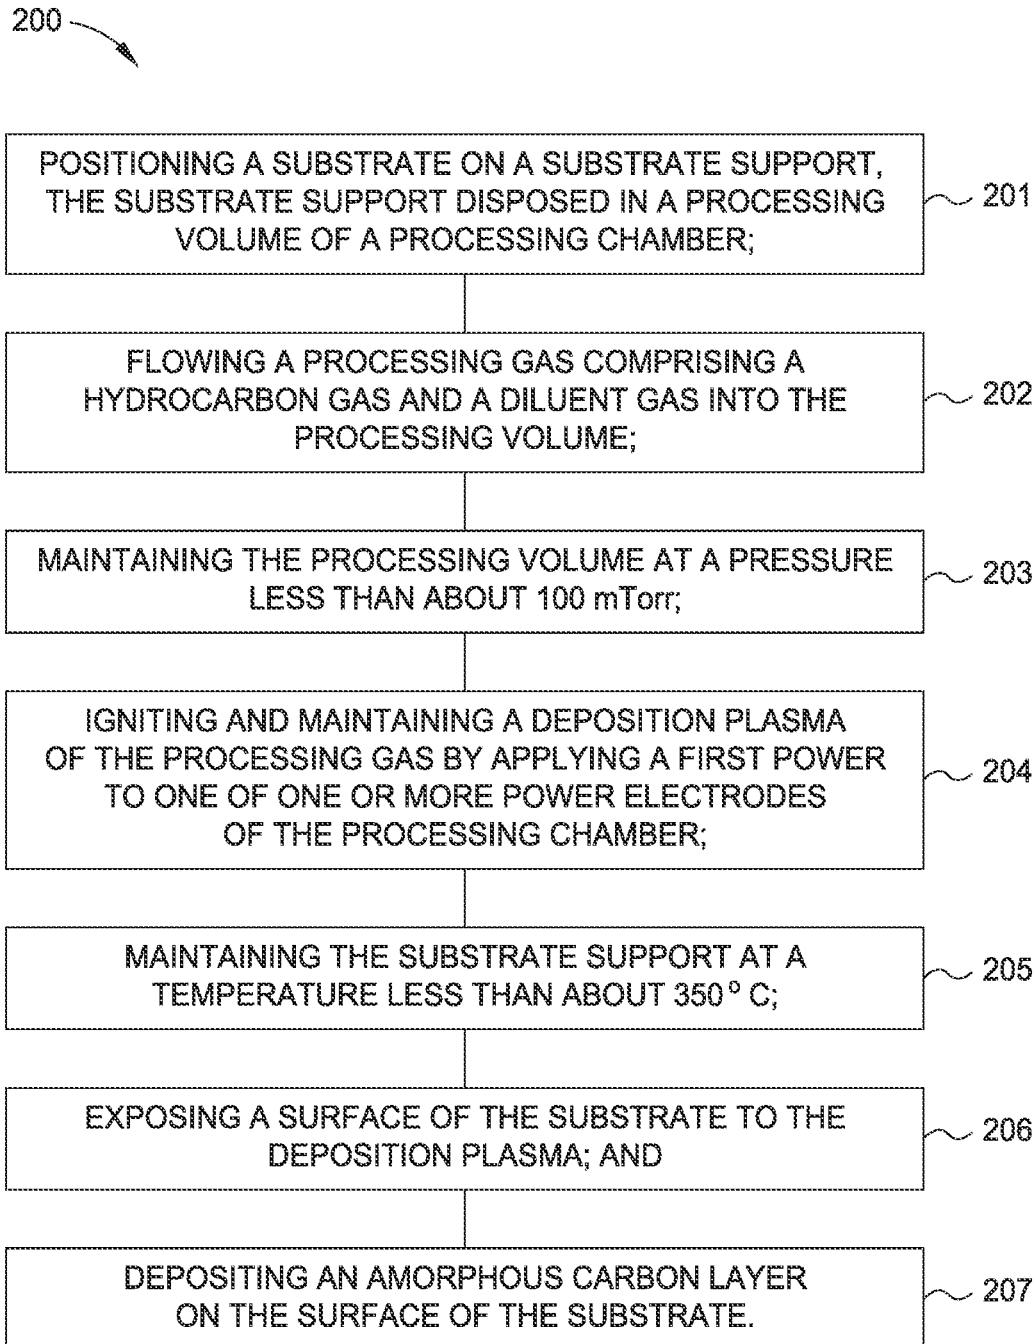 200
POSITIONING A SUBSTRATE ON A SUBSTRATE SUPPORT,
THE SUBSTRATE SUPPORT DISPOSED IN A PROCESSING
VOLUME OF A PROCESSING CHAMBER;
201
FLOWING A PROCESSING GAS COMPRISING A
HYDROCARBON GAS AND A DILUENT GAS INTO THE
PROCESSING VOLUME;
202
MAINTAINING THE PROCESSING VOLUME AT A PRESSURE
LESS THAN ABOUT 100 mTorr;
203
IGNITING AND MAINTAINING A DEPOSITION PLASMA
OF THE PROCESSING GAS BY APPLYING A FIRST POWER
TO ONE OF ONE OR MORE POWER ELECTRODES
OF THE PROCESSING CHAMBER;
204
MAINTAINING THE SUBSTRATE SUPPORT AT A
TEMPERATURE LESS THAN ABOUT 350° C;
205
EXPOSING A SURFACE OF THE SUBSTRATE TO THE
DEPOSITION PLASMA; AND
206
DEPOSITING AN AMORPHOUS CARBON LAYER
ON THE SURFACE OF THE SUBSTRATE.
207